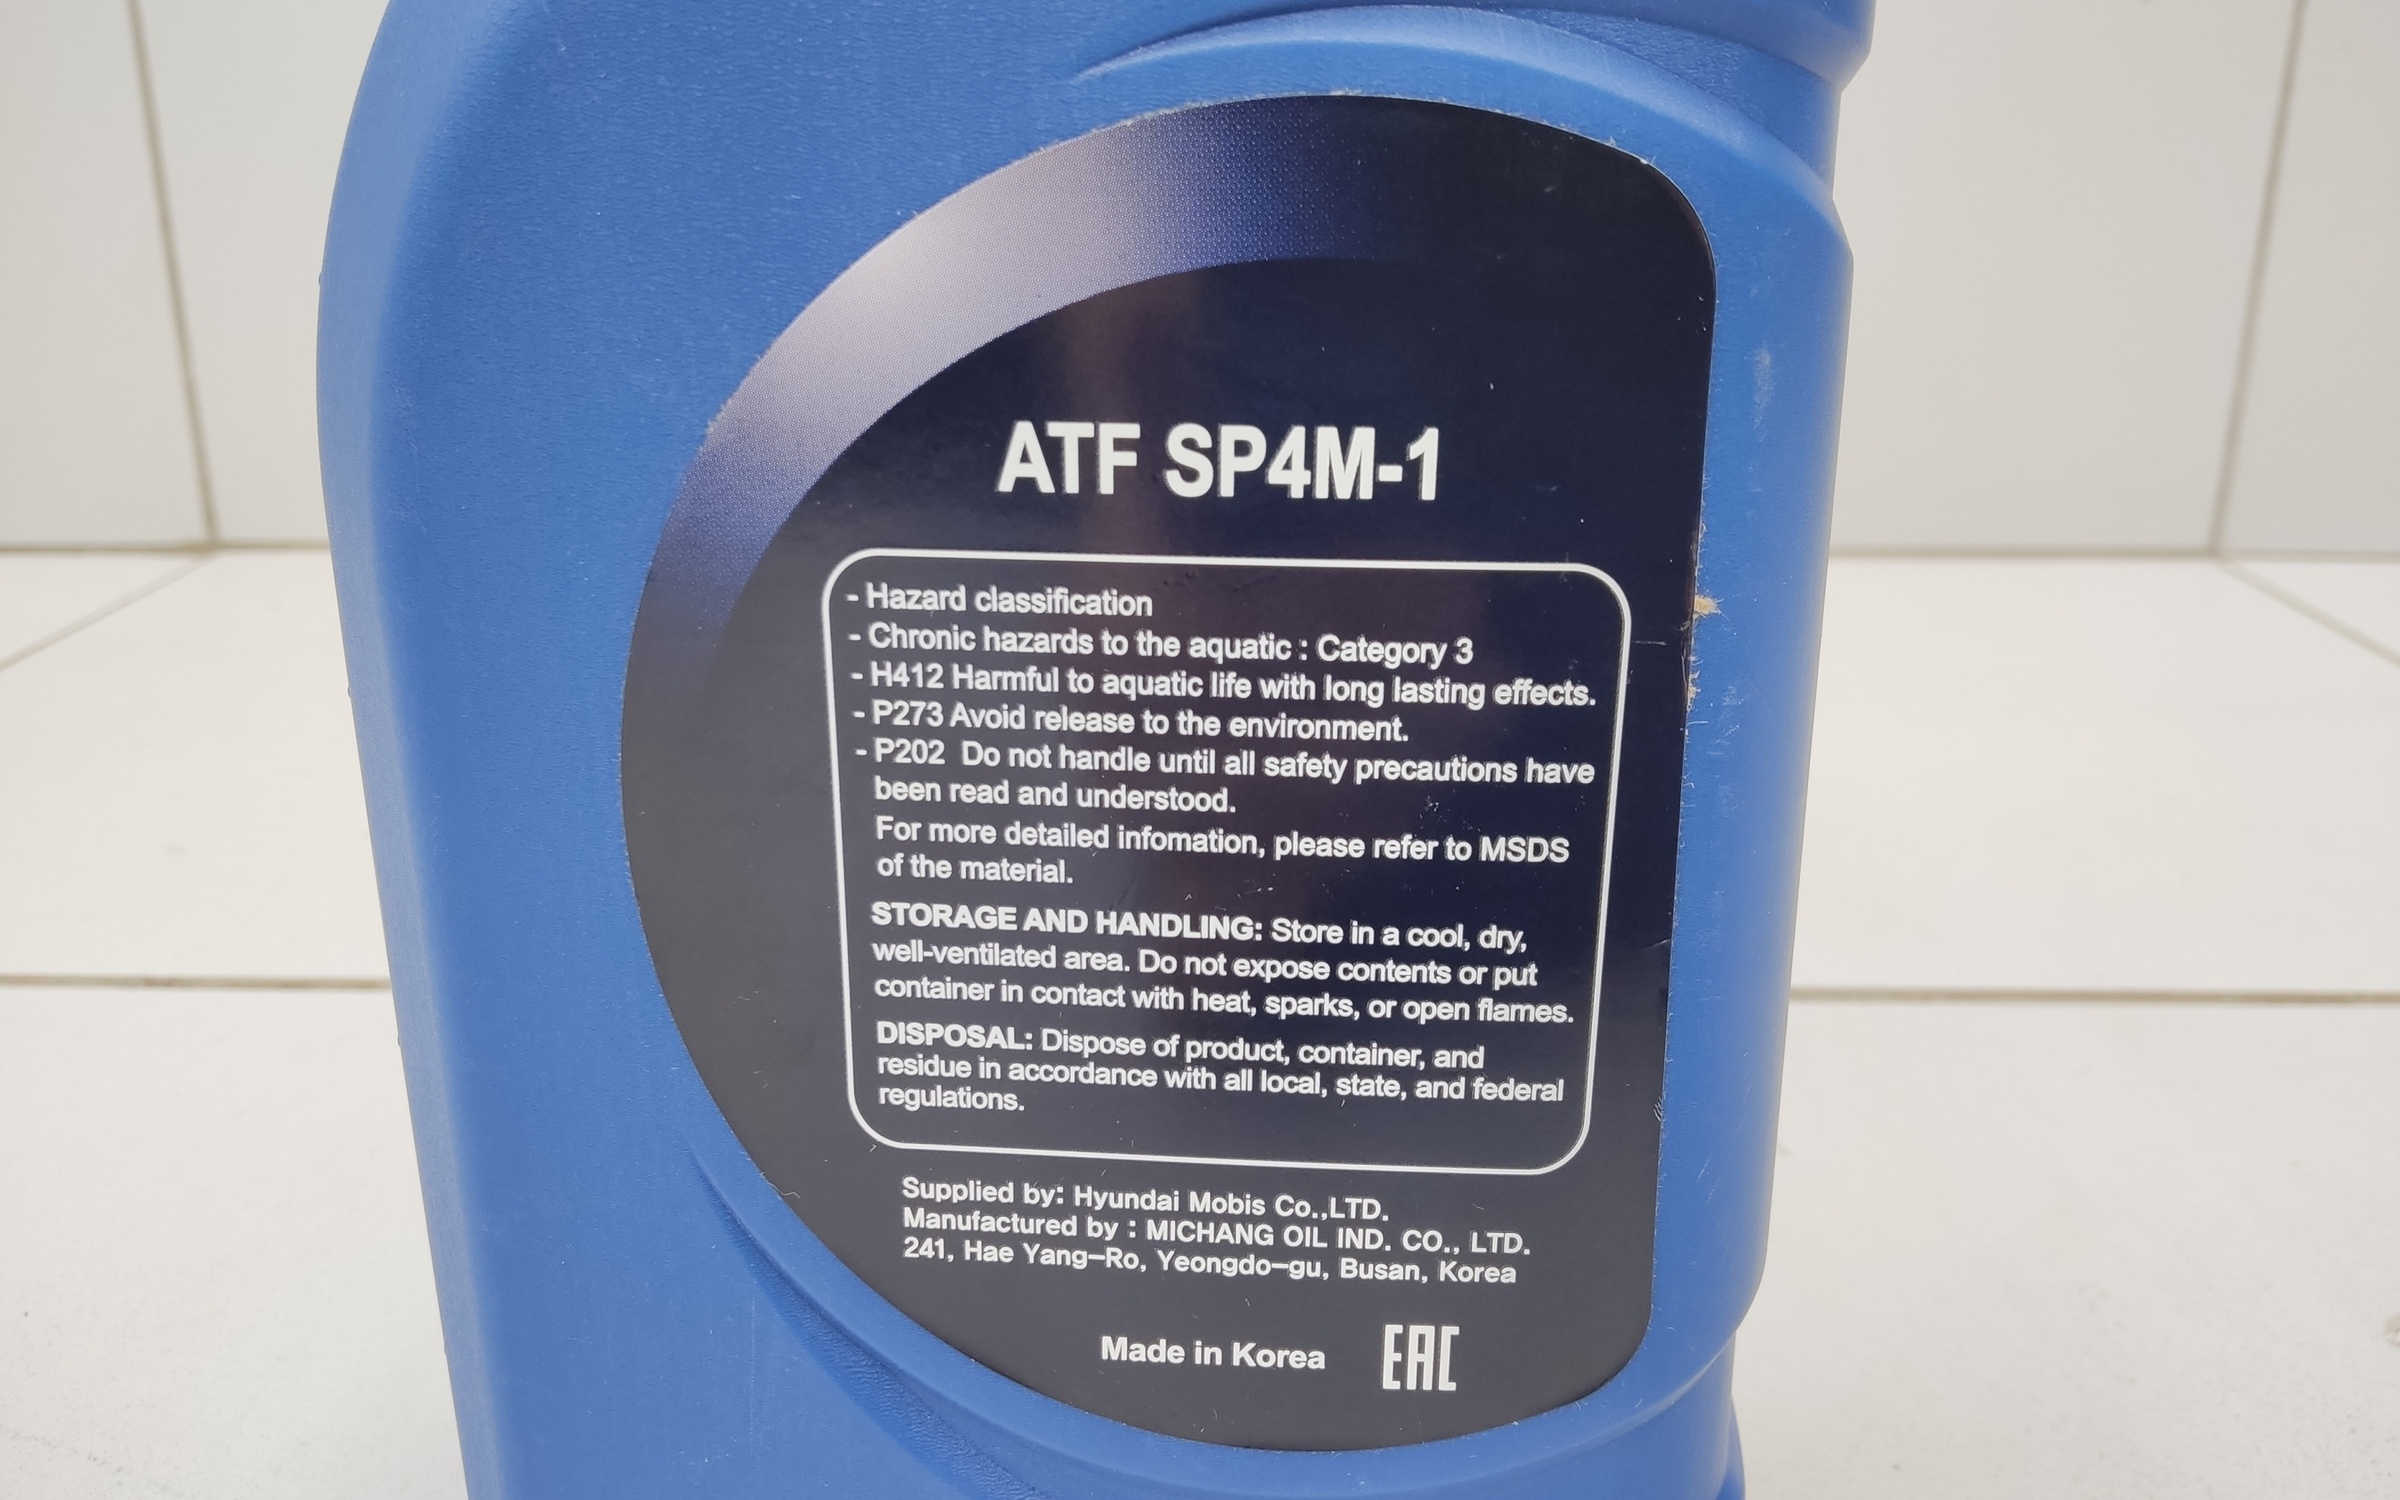 ATF SP4M-1
- Hazard classification
- Chronic hazards to the aquatic : Category 3
- H412 Harmful to aquatic life with long lasting effects.
- P273 Avoid release to the environment.
- P202 Do not handle until all safety precautions have
been read and understood.
For more detailed infomation, please refer to MSDS
of the material.
STORAGE AND HANDLING: Store in a cool, dry,
well-ventilated area. Do not expose contents or put
container in contact with heat, sparks, or open flames.
DISPOSAL: Dispose of product, container, and
residue in accordance with all local, state, and federal
regulations.
Supplied by: Hyundai Mobis Co.,LTD.
Manufactured by : MICHANG OIL IND. CO., LTD.
241, Hae Yang-Ro, Yeongdo-gu, Busan, Korea
Made in Korea EAC